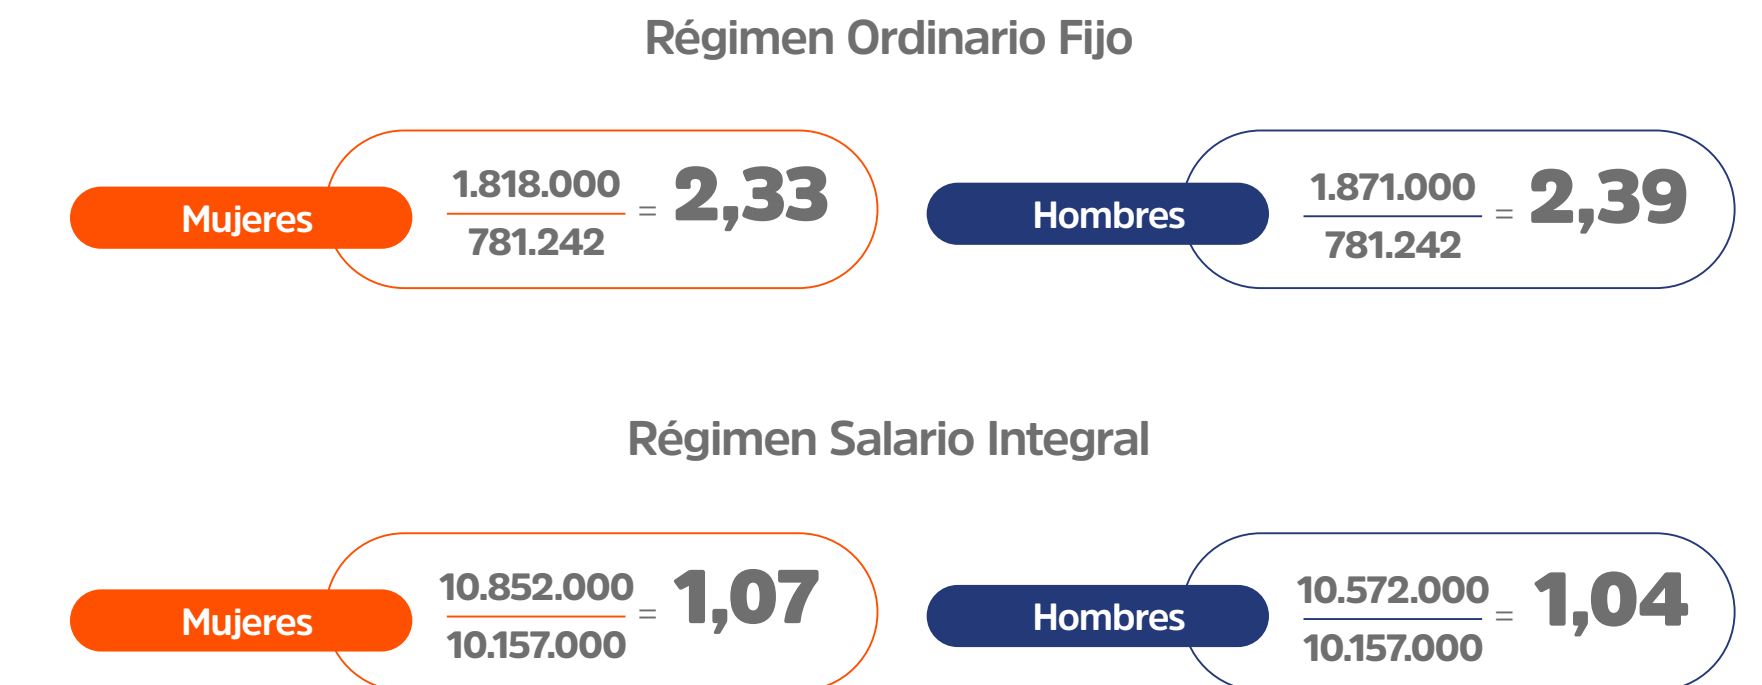 Régimen Ordinario Fijo
Mujeres
1.818.000
781.242
= 2,33
Hombres
1.871.000
781.242
= 2,39
Régimen Salario Integral
Mujeres
10.852.000
10.157.000
= 1,07
Hombres
10.572.000
10.157.000
= 1,04